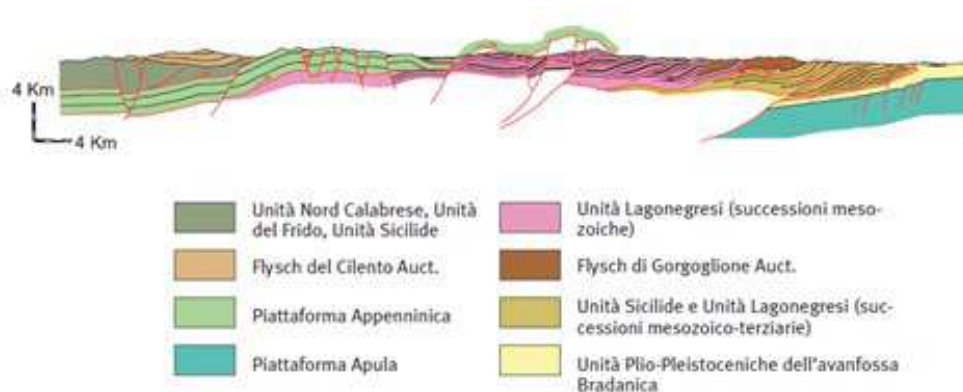 4 Km
4 Km
Unità Nord Calabrese, Unità
del Frido, Unità Sicilide
Flysch del Cilento Auct.
Piattaforma Appenninica
Piattaforma Apula
Unità Lagonegresi (successioni meso-
zoiche)
Flysch di Gorgoglione Auct.
Unità Sicilide e Unità Lagonegresi (suc-
cessioni mesozoico-terziarie)
Unità Plio-Pleistoceniche dell'avanfossa
Bradanica